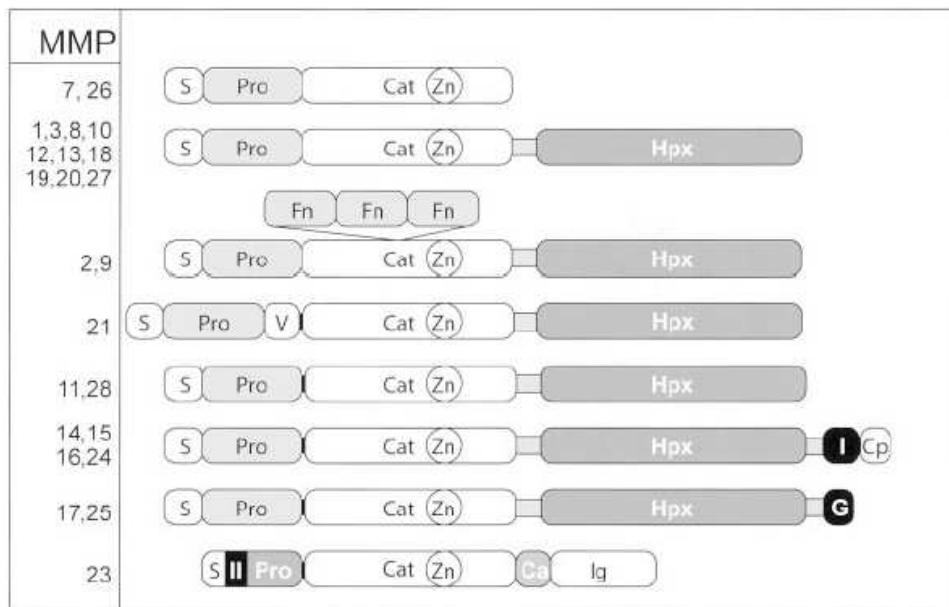 MMP
7, 26
S Pro Cat Zn
1,3,8,10
12,13,18
19,20,27
S Pro Cat Zn Hpx
Fn Fn Fn
2,9
S Pro Cat Zn Hpx
21
S Pro V Cat Zn Hpx
11,28
S Pro Cat Zn Hpx
14,15
16,24
S Pro Cat Zn Hpx I Cp
17,25
S Pro Cat Zn Hpx G
23
S II Pro Cat Zn Ca Ig